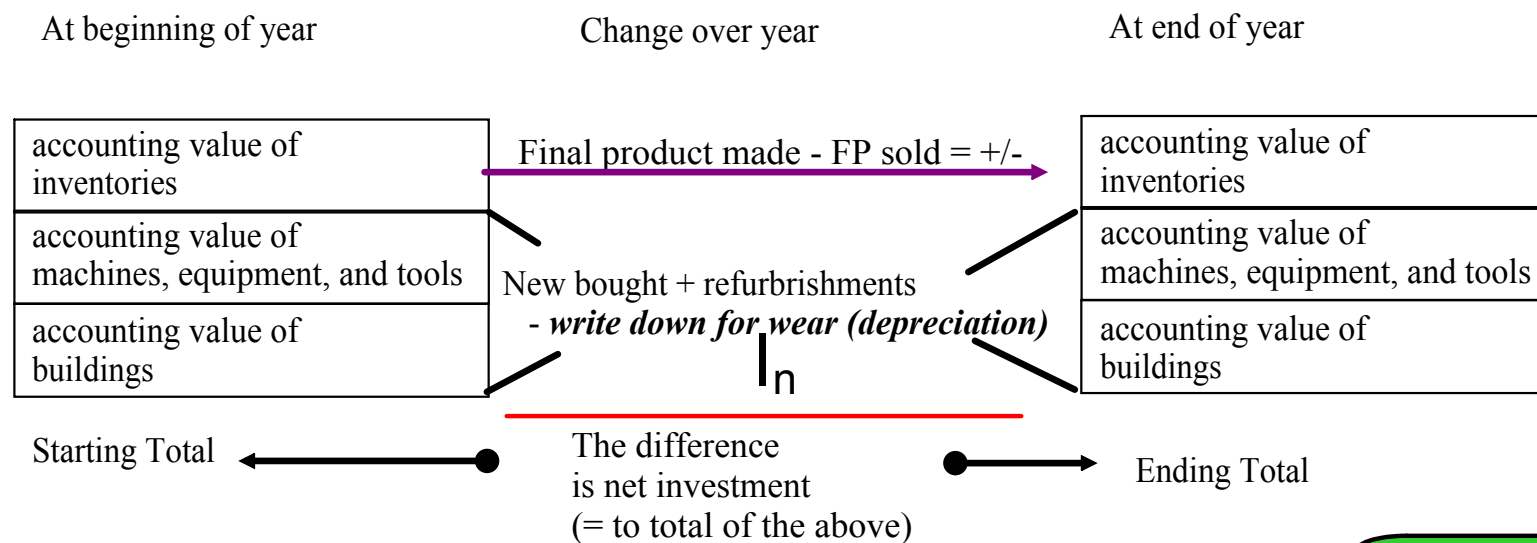 At beginning of year
Change over year
At end of year
accounting value of
inventories
Final product made - FP sold = +/-
accounting value of
inventories
accounting value of
machines, equipment, and tools
New bought + refurbrishments
- write down for wear (depreciation)
accounting value of
machines, equipment, and tools
accounting value of
buildings
In
accounting value of
buildings
Starting Total
The difference
is net investment
(= to total of the above)
Ending Total